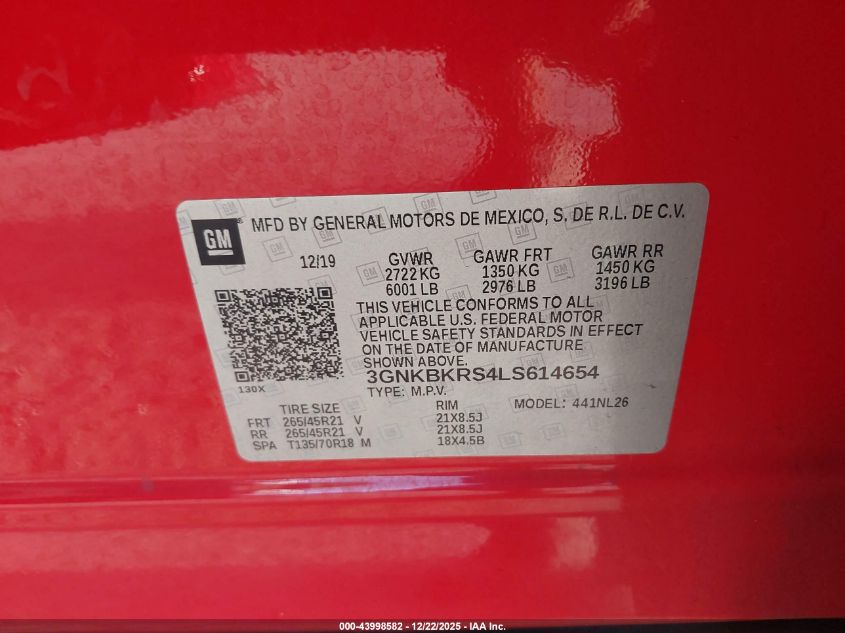 GM MFD BY GENERAL MOTORS DE MEXICO, S. DE R.L. DE C.V.
12/19 GVWR GAWR FRT GAWR RR
2722 KG 1350 KG 1450 KG
6001 LB 2976 LB 3196 LB
THIS VEHICLE CONFORMS TO ALL
APPLICABLE U.S. FEDERAL MOTOR
VEHICLE SAFETY STANDARDS IN EFFECT
ON THE DATE OF MANUFACTURE
SHOWN ABOVE.
130X
3GNKBKRS4LS614654
TYPE: M.P.V.
TIRE SIZE RIM MODEL: 441NL26
FRT 265/45R21 V 21X8.5J
RR 265/45R21 V 21X8.5J
SPA T135/70R18 M 18X4.5B
000-43998582 - 12/22/2025 - IAA Inc.